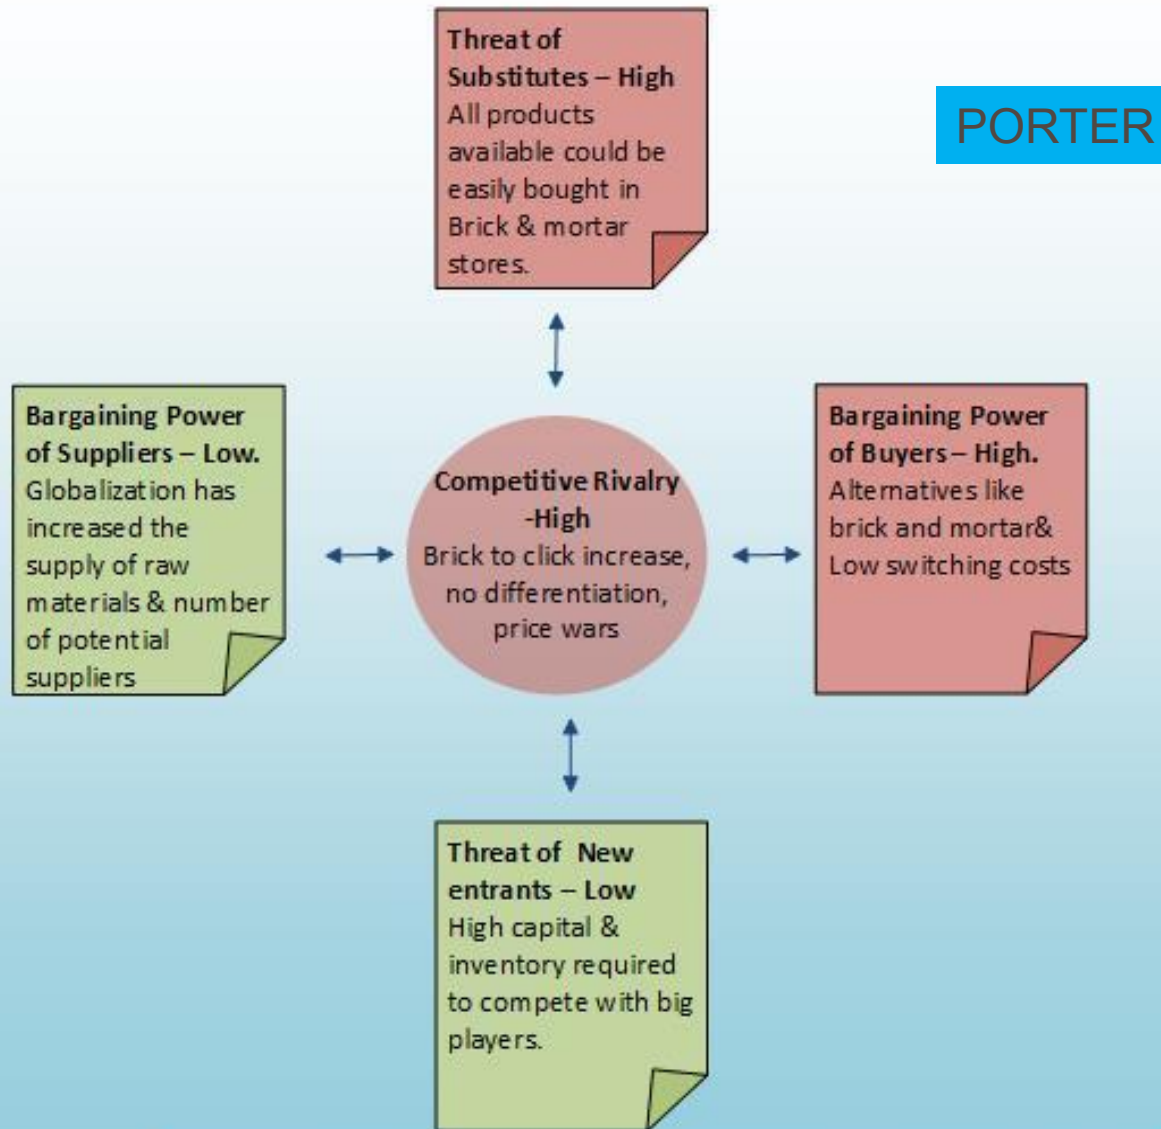 Threat of
Substitutes – High
All products
available could be
easily bought in
Brick & mortar
stores.
PORTER
Bargaining Power
of Suppliers – Low.
Globalization has
increased the
supply of raw
materials & number
of potential
suppliers
Competitive Rivalry
-High
Brick to click increase,
no differentiation,
price wars
Bargaining Power
of Buyers – High.
Alternatives like
brick and mortar&
Low switching costs
Threat of New
entrants – Low
High capital &
inventory required
to compete with big
players.